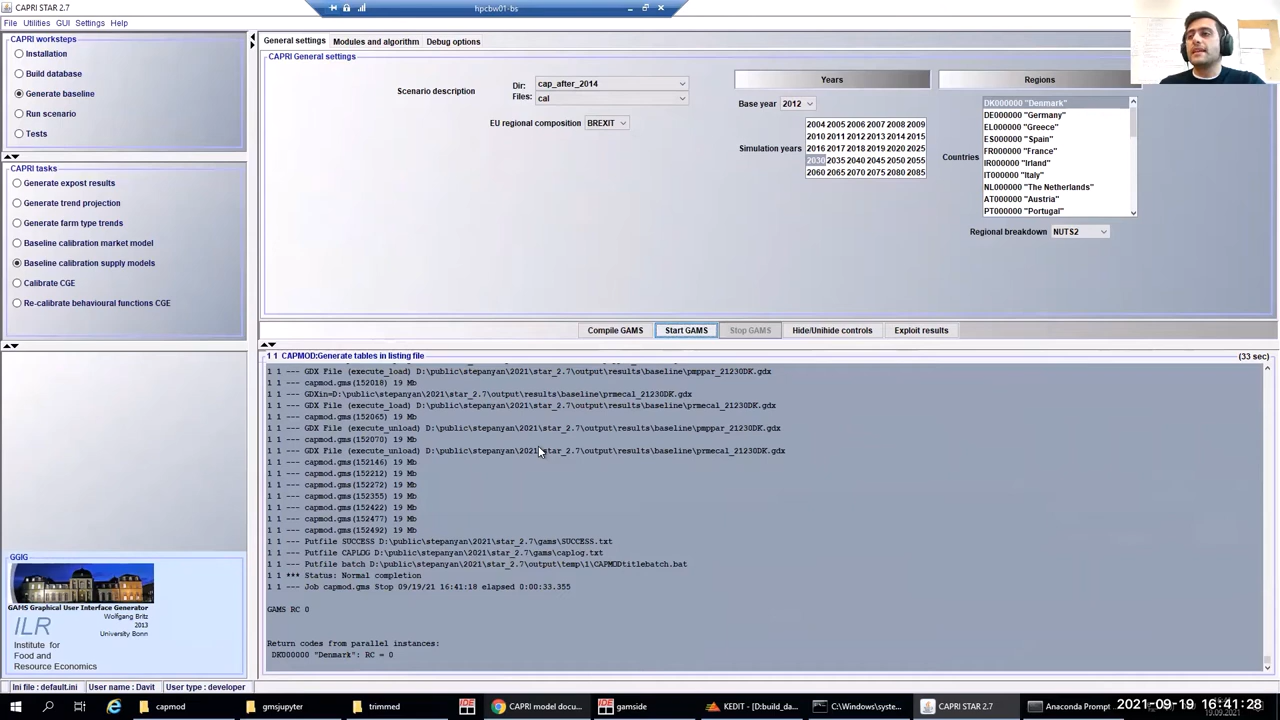 CAPRI STAR 2.7
hpcbw01-bs
File Utilities GUI Settings Help
CAPRI worksteps
Installation
Build database
Generate baseline
Run scenario
Tests
CAPRI tasks
Generate expost results
Generate trend projection
Generate farm type trends
Baseline calibration market model
Baseline calibration supply models
Calibrate CGE
Re-calibrate behavioural functions CGE
GGIG
GAMS Graphical User Interface Generator
Wolfgang Britz
2013
University Bonn
ILR
Institute for
Food and
Resource Economics
Ini file : default.ini User name : Davit User type : developer
General settings Modules and algorithm Debug options
CAPRI General settings
Scenario description
Dir: cap_after_2014
Files: cal
EU regional composition BREXIT
Years
Base year 2012
Simulation years
2004 2005 2006 2007 2008 2009
2010 2011 2012 2013 2014 2015
2016 2017 2018 2019 2020 2025
2030 2035 2040 2045 2050 2055
2060 2065 2070 2075 2080 2085
Regions
Countries
DK000000 "Denmark"
DE000000 "Germany"
EL000000 "Greece"
ES000000 "Spain"
FR000000 "France"
IR000000 "Irland"
IT000000 "Italy"
NL000000 "The Netherlands"
AT000000 "Austria"
PT000000 "Portugal"
Regional breakdown NUTS2
Compile GAMS Start GAMS Stop GAMS Hide/Unihide controls Exploit results
1 1 CAPMOD:Generate tables in listing file (33 sec)
1 1 --- GDX File (execute_load) D:\public\stepanyan\2021\star_2.7\output\results\baseline\pmppar_21230DK.gdx
1 1 --- capmod.gms(152018) 19 Mb
1 1 --- GDXin=D:\public\stepanyan\2021\star_2.7\output\results\baseline\prmecal_21230DK.gdx
1 1 --- GDX File (execute_load) D:\public\stepanyan\2021\star_2.7\output\results\baseline\prmecal_21230DK.gdx
1 1 --- capmod.gms(152065) 19 Mb
1 1 --- GDX File (execute_unload) D:\public\stepanyan\2021\star_2.7\output\results\baseline\pmppar_21230DK.gdx
1 1 --- capmod.gms(152070) 19 Mb
1 1 --- GDX File (execute_unload) D:\public\stepanyan\2021\star_2.7\output\results\baseline\prmecal_21230DK.gdx
1 1 --- capmod.gms(152146) 19 Mb
1 1 --- capmod.gms(152212) 19 Mb
1 1 --- capmod.gms(152272) 19 Mb
1 1 --- capmod.gms(152355) 19 Mb
1 1 --- capmod.gms(152422) 19 Mb
1 1 --- capmod.gms(152477) 19 Mb
1 1 --- capmod.gms(152492) 19 Mb
1 1 --- Putfile SUCCESS D:\public\stepanyan\2021\star_2.7\gams\SUCCESS.txt
1 1 --- Putfile CAPLOG D:\public\stepanyan\2021\star_2.7\gams\caplog.txt
1 1 --- Putfile batch D:\public\stepanyan\2021\star_2.7\output\temp\1\CAPMODtitlebatch.bat
1 1 *** Status: Normal completion
1 1 --- Job capmod.gms Stop 09/19/21 16:41:18 elapsed 0:00:33.355
GAMS RC 0
Return codes from parallel instances:
DK000000 "Denmark": RC = 0
capmod gmsjupyter trimmed IDE CAPRI model docu... IDE gamside KEDIT - [D:\build_da... C:\Windows\syste... CAPRI STAR 2.7 Anaconda Prompt
2021-09-19 16:41:28
19.09.2021